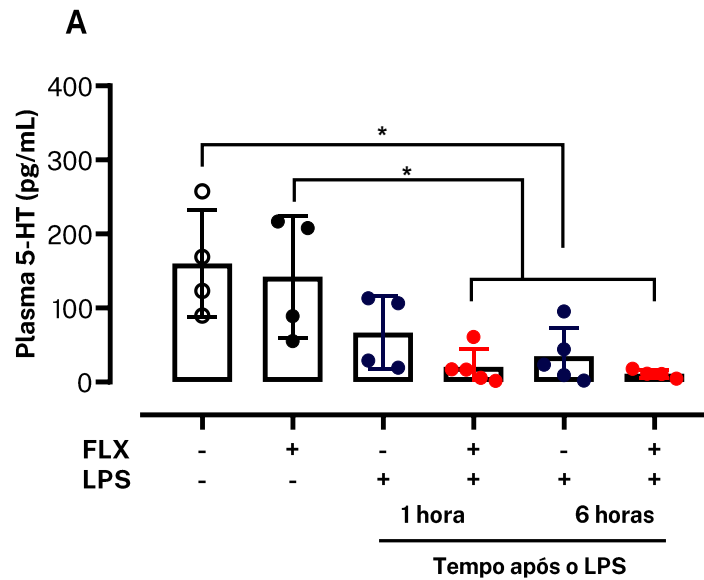 A
Plasma 5-HT (pg/mL)
400
300
200
100
0
*
*
FLX - + - + - +
LPS - - + + + +
1 hora 6 horas
Tempo após o LPS